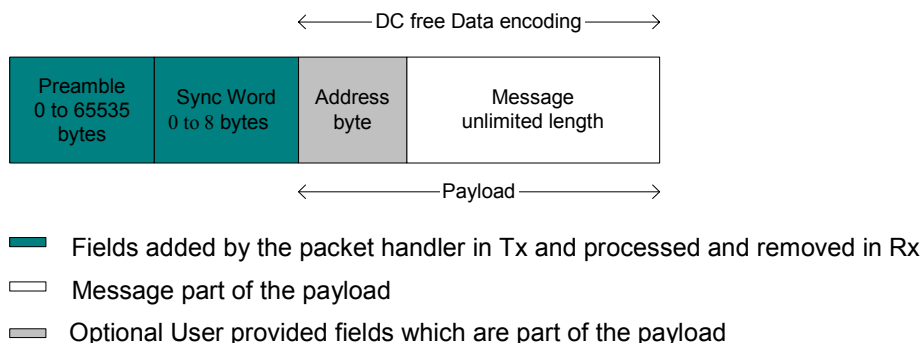 DC free Data encoding
Preamble
0 to 65535
bytes
Sync Word
0 to 8 bytes
Address
byte
Message
unlimited length
Payload
Fields added by the packet handler in Tx and processed and removed in Rx
Message part of the payload
Optional User provided fields which are part of the payload